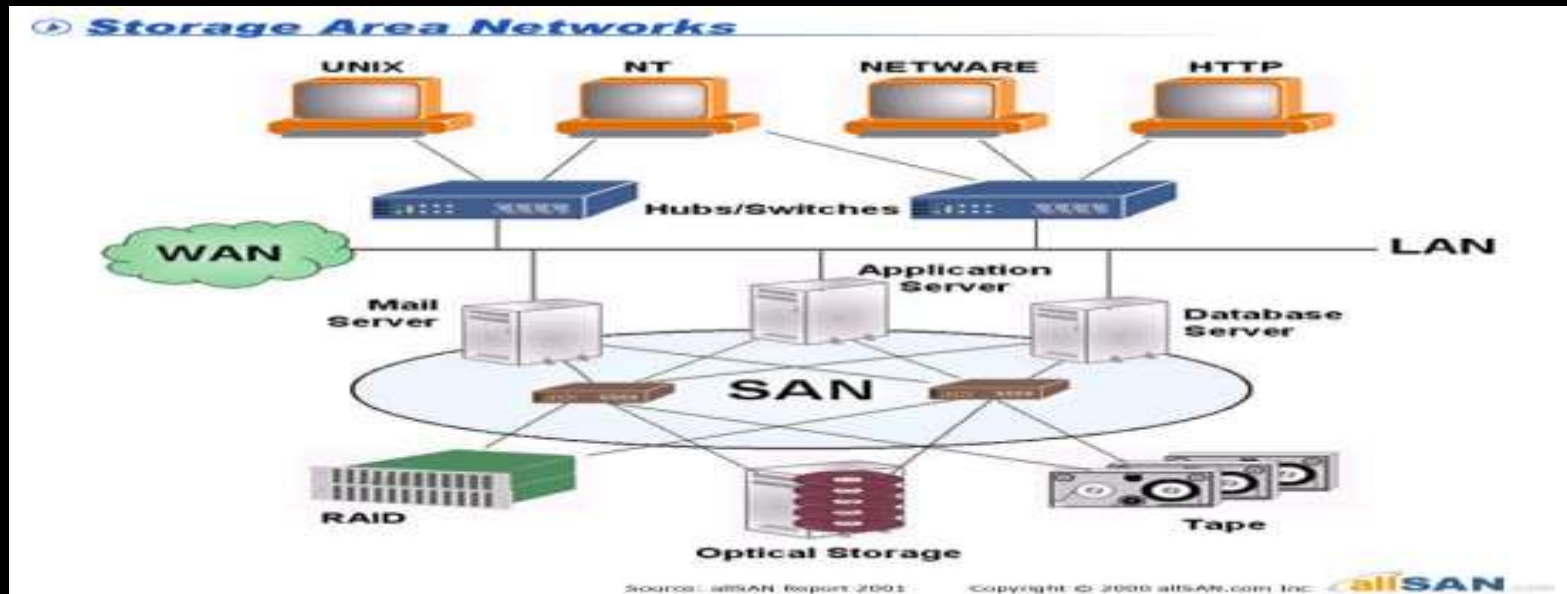 Storage Area Networks
UNIX NT NETWARE HTTP
Hubs/Switches
WAN
LAN
Mail
Server
Application
Server
Database
Server
SAN
RAID
Optical Storage
Tape
Source: allSAN Report 2001 Copyright © 2000 allSAN.com Inc.
allSAN